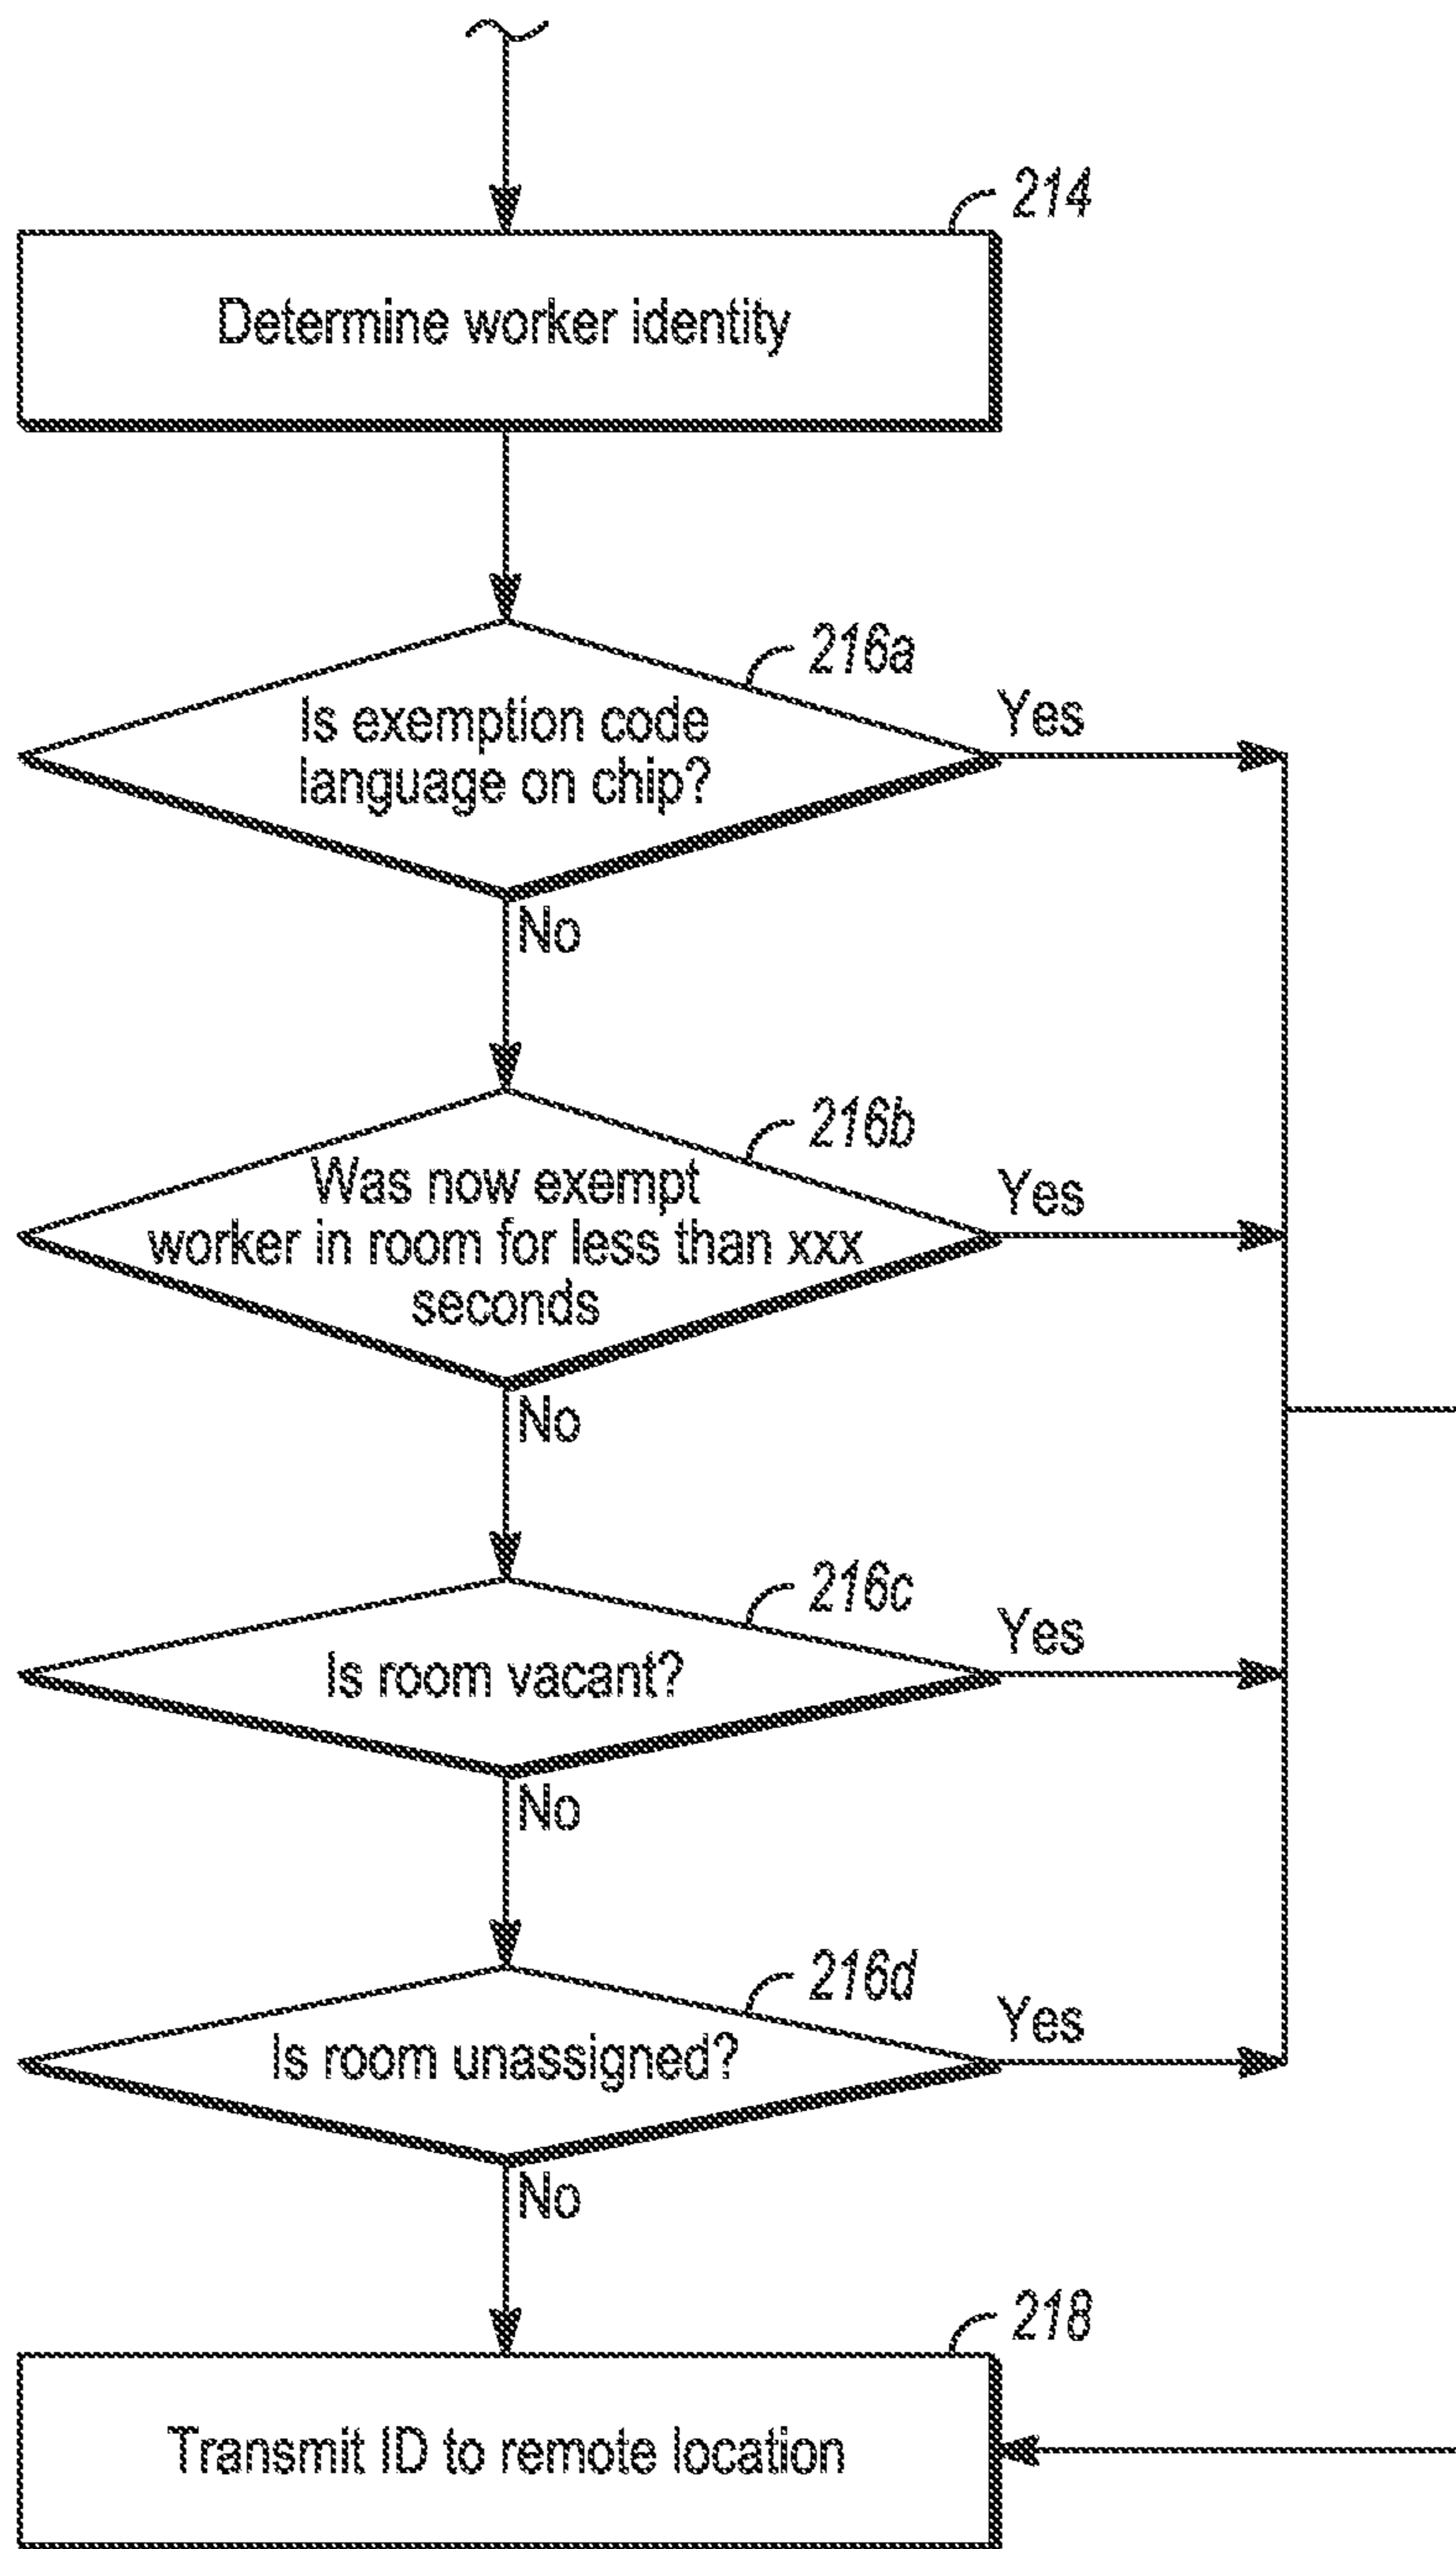 214
Determine worker identity
216a
Is exemption code
language on chip?
Yes
No
216b
Was now exempt
worker in room for less than xxx
seconds
Yes
No
216c
Is room vacant?
Yes
No
216d
Is room unassigned?
Yes
No
218
Transmit ID to remote location